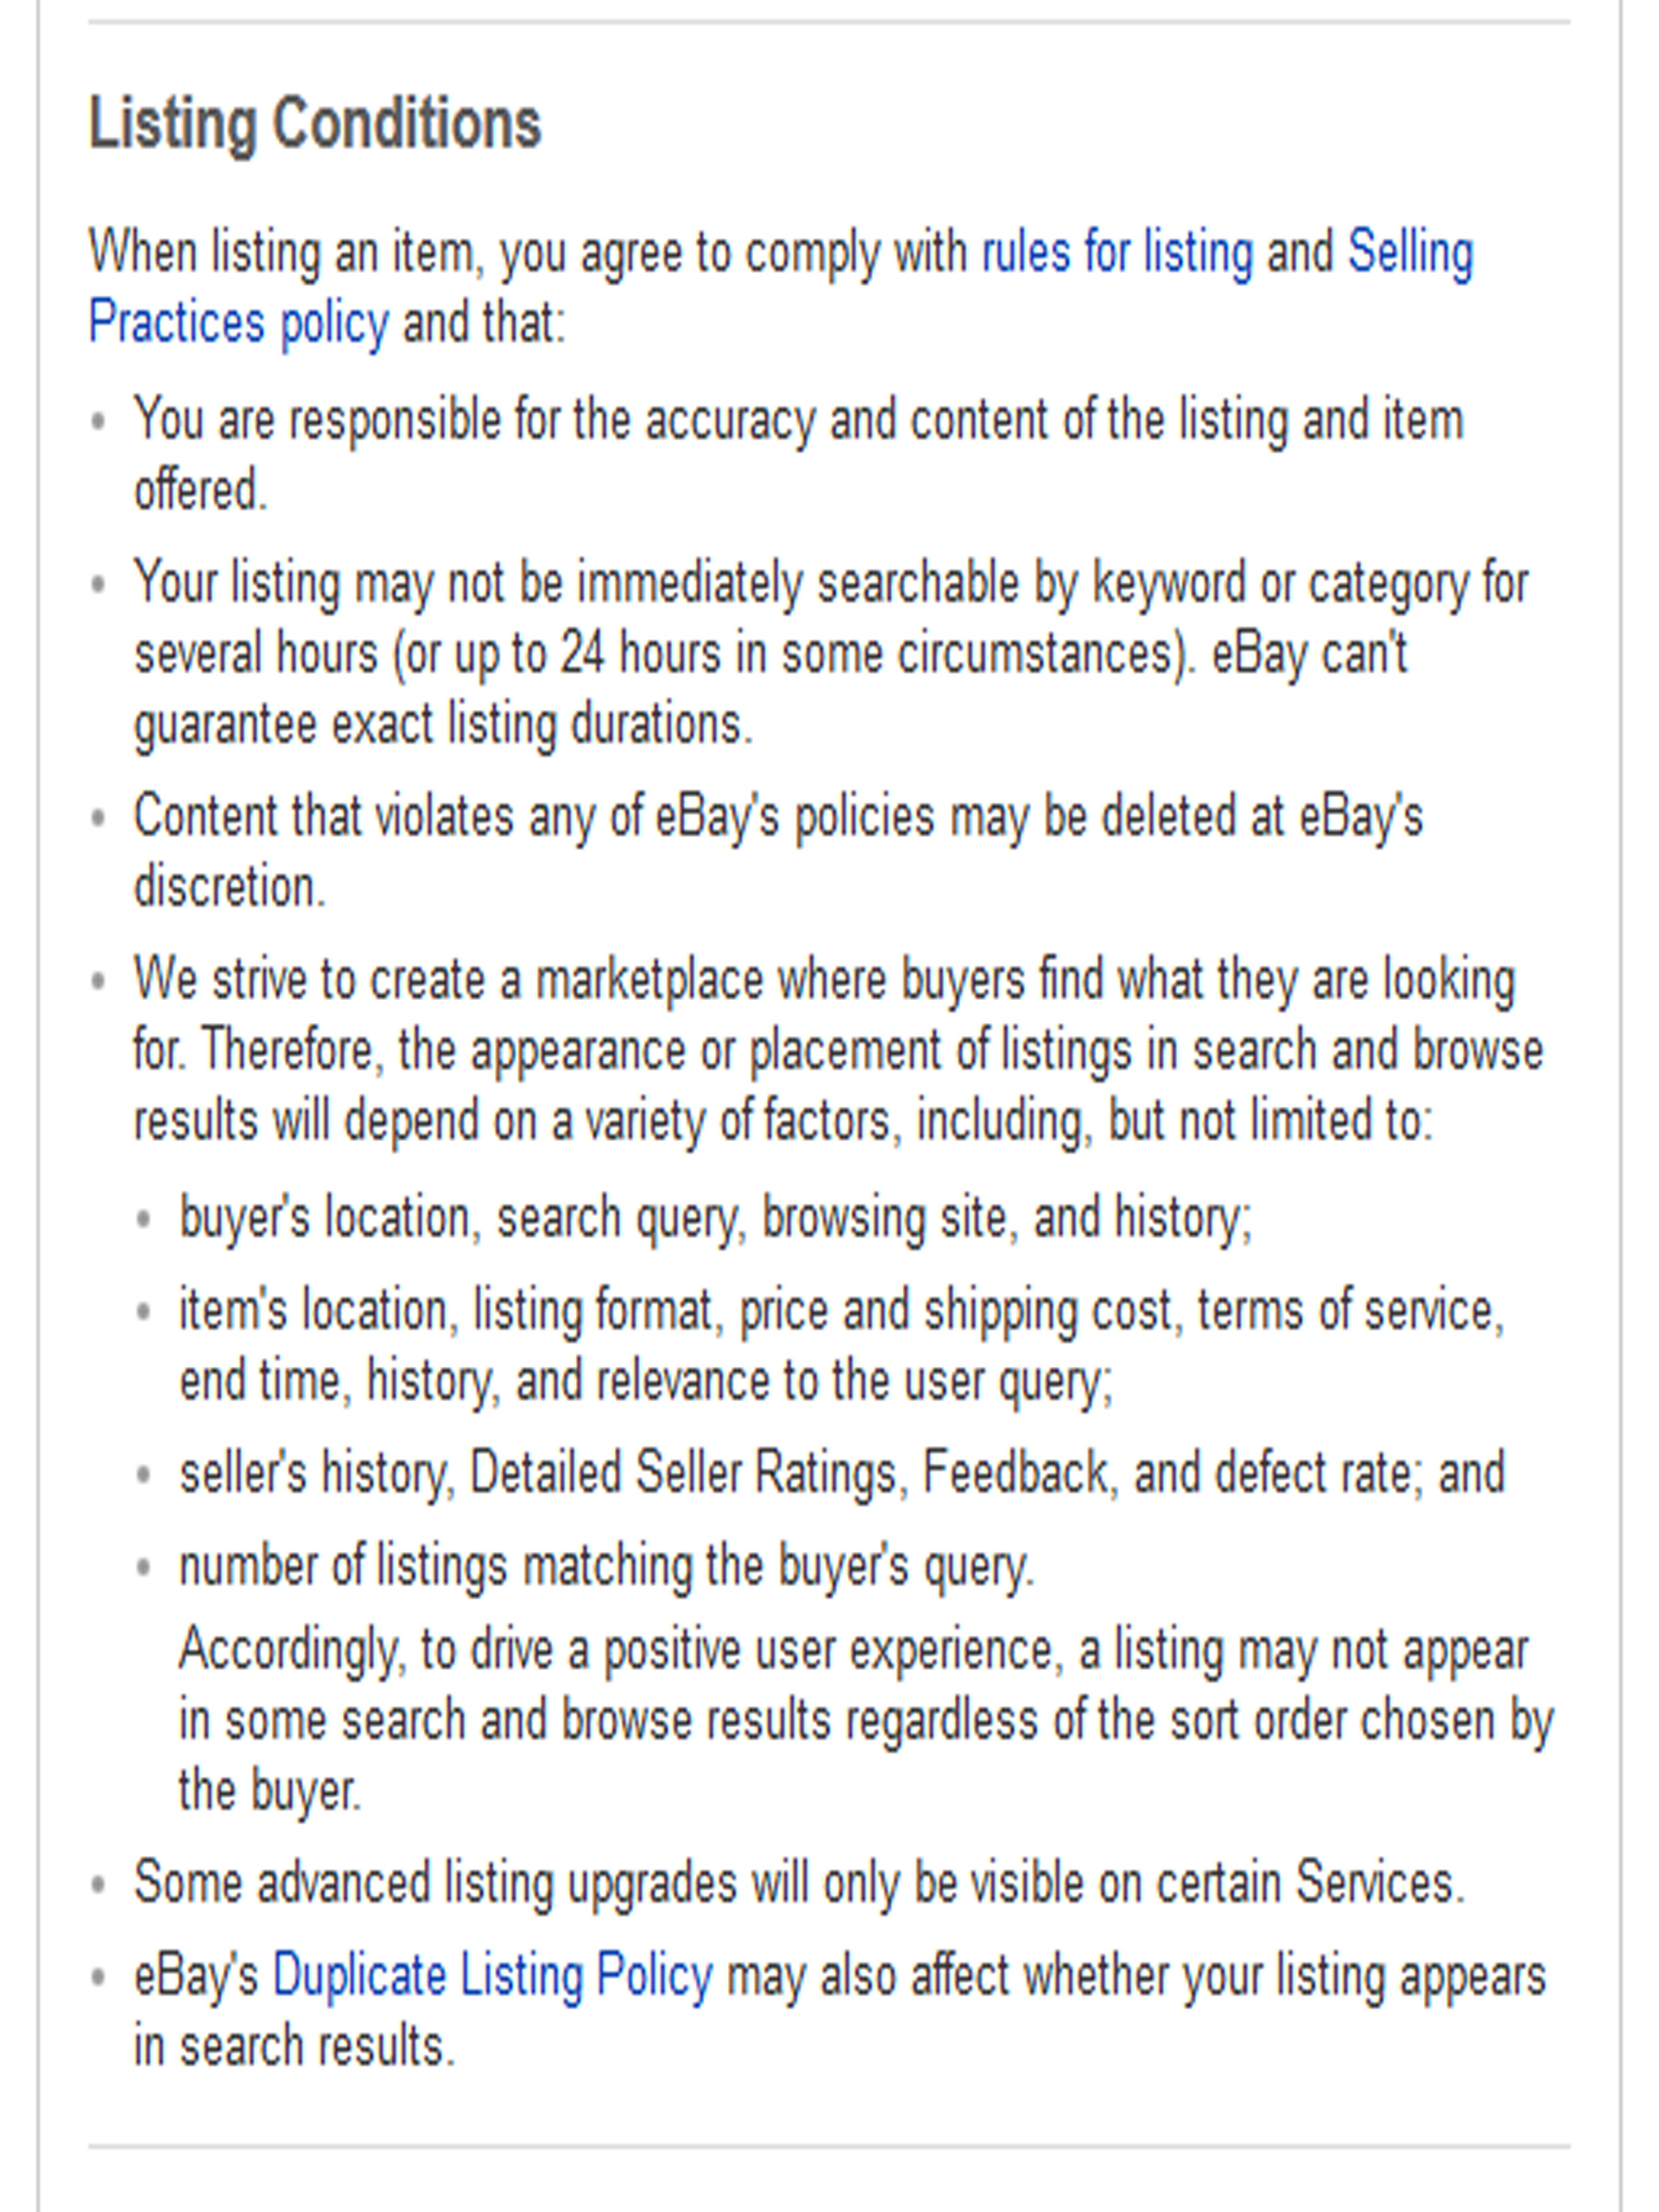 Listing Conditions
When listing an item, you agree to comply with rules for listing and Selling
Practices policy and that:
You are responsible for the accuracy and content of the listing and item
offered.
Your listing may not be immediately searchable by keyword or category for
several hours (or up to 24 hours in some circumstances). eBay can't
guarantee exact listing durations.
Content that violates any of eBay's policies may be deleted at eBay's
discretion.
We strive to create a marketplace where buyers find what they are looking
for. Therefore, the appearance or placement of listings in search and browse
results will depend on a variety of factors, including, but not limited to:
buyer's location, search query, browsing site, and history;
item's location, listing format, price and shipping cost, terms of service,
end time, history, and relevance to the user query;
seller's history, Detailed Seller Ratings, Feedback, and defect rate; and
number of listings matching the buyer's query.
Accordingly, to drive a positive user experience, a listing may not appear
in some search and browse results regardless of the sort order chosen by
the buyer.
Some advanced listing upgrades will only be visible on certain Services.
eBay's Duplicate Listing Policy may also affect whether your listing appears
in search results.